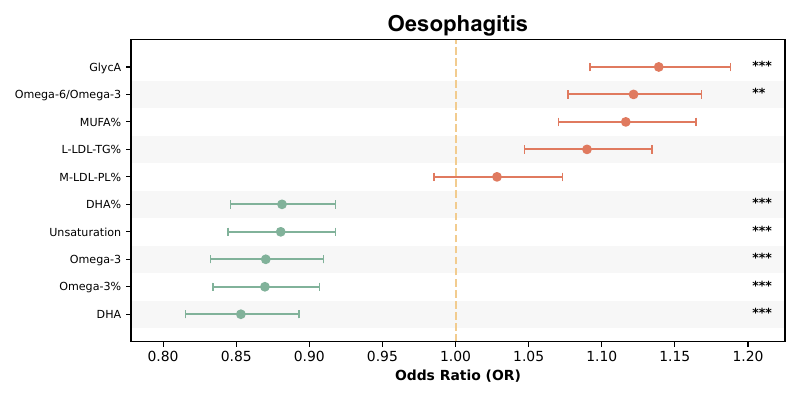 Oesophagitis
GlycA ***
Omega-6/Omega-3 **
MUFA%
L-LDL-TG%
M-LDL-PL%
DHA% ***
Unsaturation ***
Omega-3 ***
Omega-3% ***
DHA ***
0.80 0.85 0.90 0.95 1.00 1.05 1.10 1.15 1.20
Odds Ratio (OR)